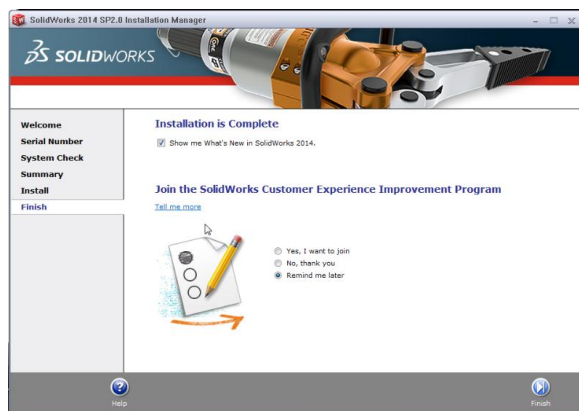 SolidWorks 2014 SP2.0 Installation Manager
SOLIDWORKS
Welcome
Serial Number
System Check
Summary
Install
Finish
Installation is Complete
Show me What's New in SolidWorks 2014.
Join the SolidWorks Customer Experience Improvement Program
Tell me more
Yes, I want to join
No, thank you
Remind me later
Help
Finish